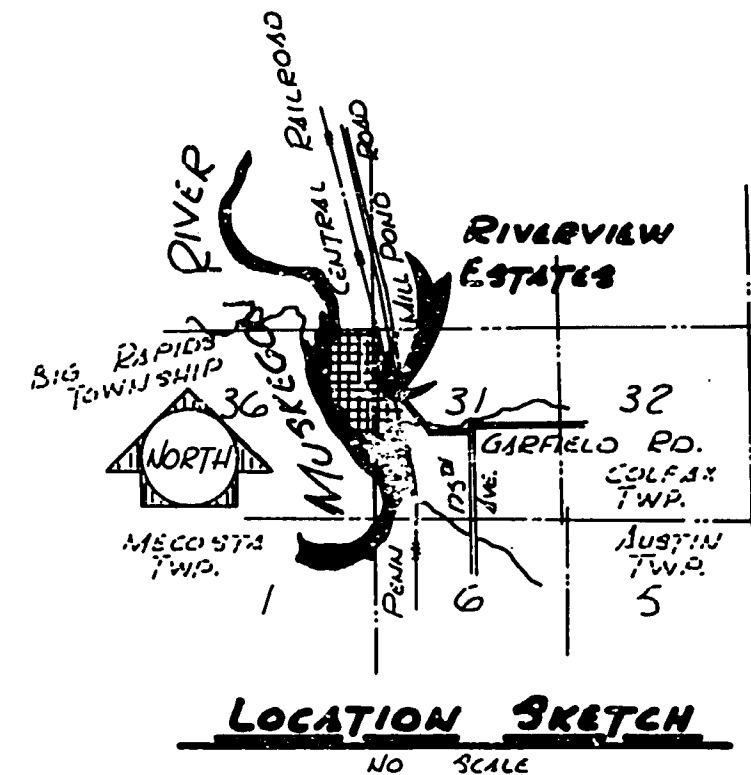 RAILROAD
ROAD
CENTRAL
MILL POND
RIVER
RIVERVIEW
ESTATES
BIG RAPIDS
TOWNSHIP
MUSKEGO
36
31
32
NORTH
GARFIELD RD.
COLFAX
TWP.
AVE.
MECOSTA
TWP.
AUSTIN
TWP.
PENN
1
6
5
LOCATION SKETCH
NO SCALE